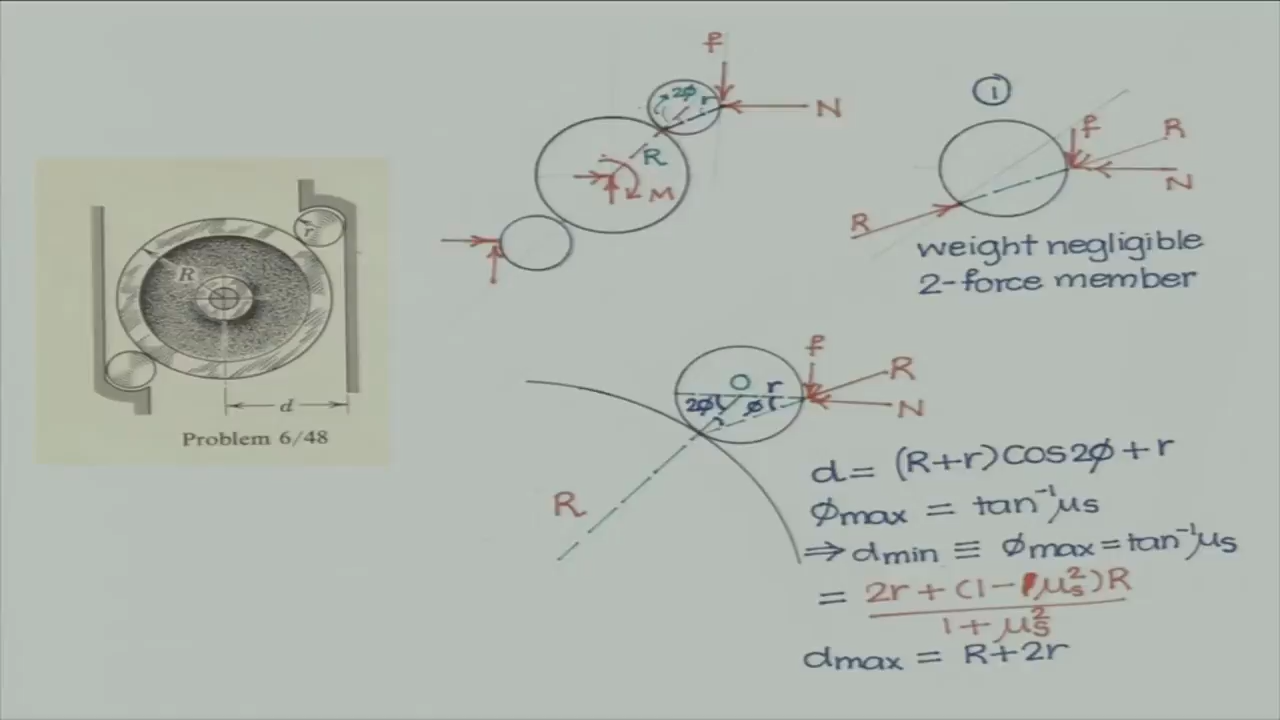 f
2φ
r
N
R
M
1
f
R
N
R
weight negligible
2-force member
r
R
d
Problem 6/48
f
O
r
R
2φ
φ
r
N
R
d = (R+r)cos2φ + r
φmax = tan⁻¹μs
⇒ dmin ≡ φmax = tan⁻¹μs
= 2r + (1 - μs²)R
1 + μs²
dmax = R+2r